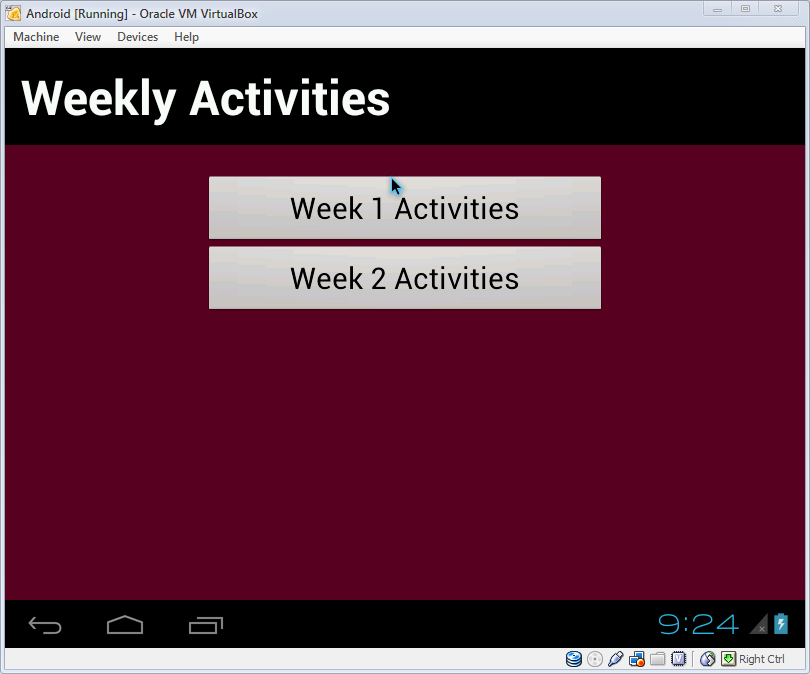 Android [Running] - Oracle VM VirtualBox
Machine View Devices Help
Weekly Activities
Week 1 Activities
Week 2 Activities
9:24
Right Ctrl